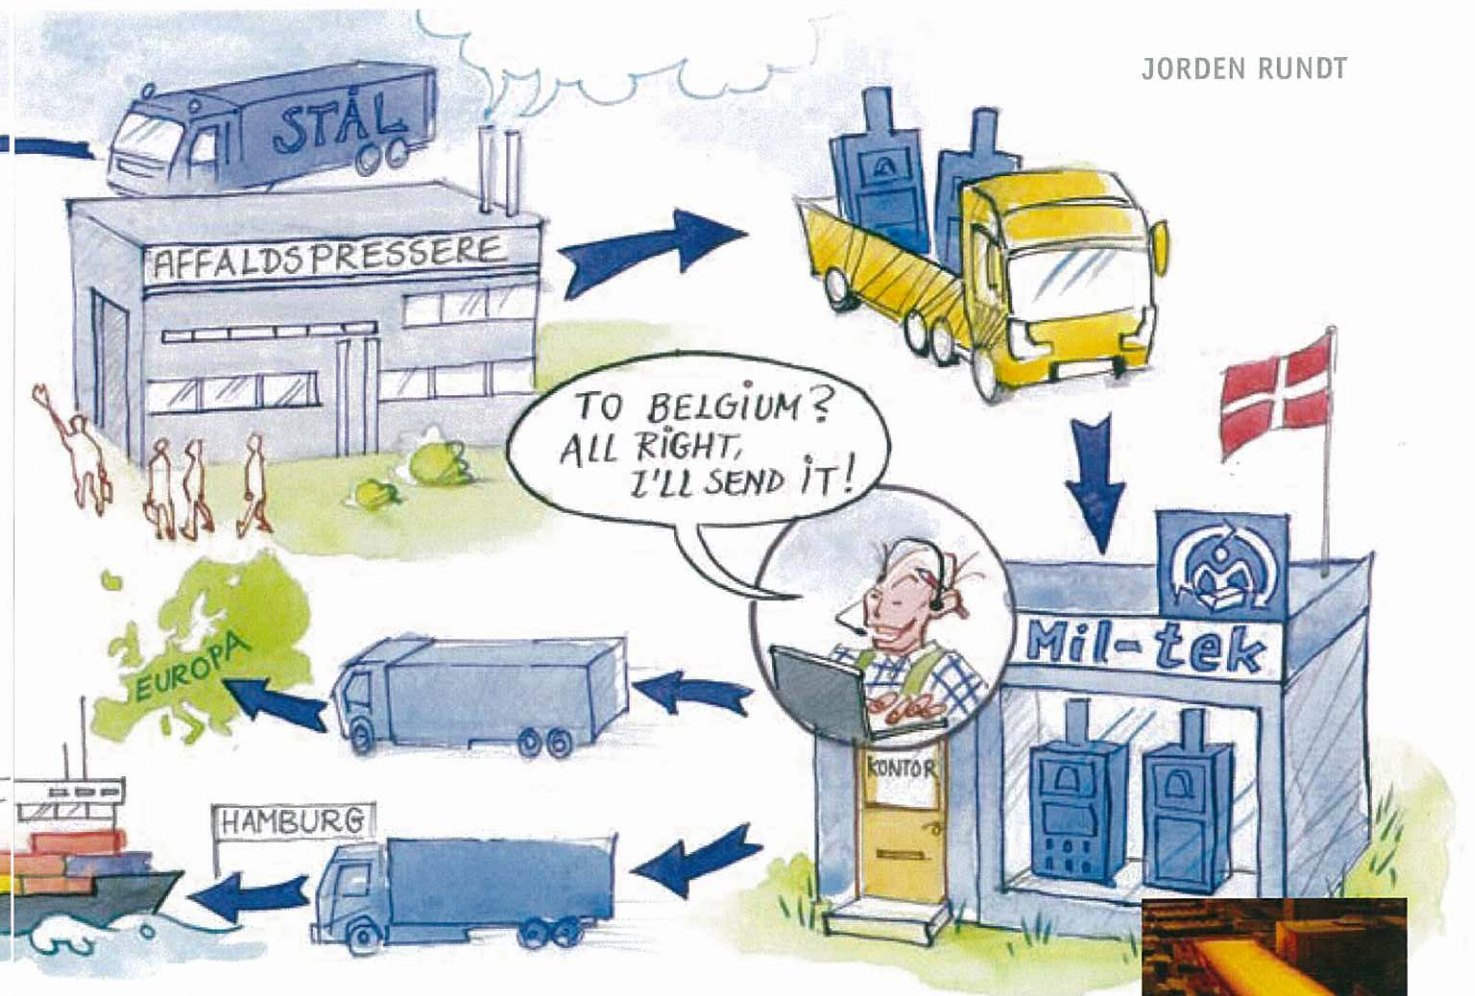 JORDEN RUNDT
STÅL
AFFALDSPRESSERE
TO BELGIUM?
ALL RIGHT,
I'LL SEND IT!
EUROPA
Mil-tek
KONTOR
HAMBURG